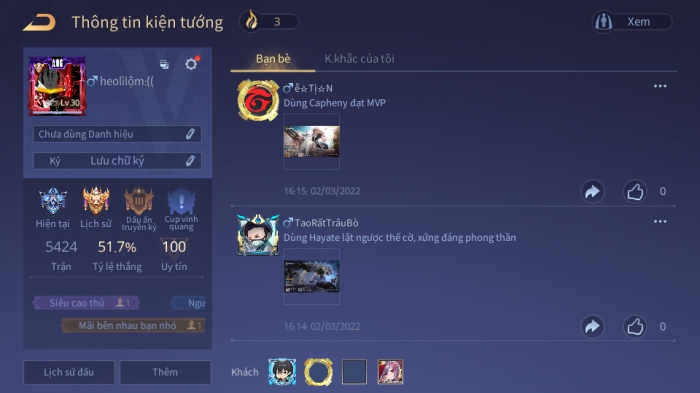 Thông tin kiện tướng
3
Xem
AOG
Lv.30
heolỉlộm:((
Chưa dùng Danh hiệu
Ký Lưu chữ ký
Hiện tại
Lịch sử
Dấu ấn truyền kỳ
Cup vinh quang
5424
51.7%
100
Trận
Tỷ lệ thắng
Uy tín
Siêu cao thủ 1
Ngu
Mãi bên nhau bạn nhó 1
Lịch sử đấu
Thêm
Bạn bè
K.khắc của tôi
ê☆Tị☆N
Dùng Capheny đạt MVP
16:15: 02/03/2022
0
TaoRấtTrâuBò
Dùng Hayate lật ngược thế cờ, xứng đáng phong thần
16:14: 02/03/2022
0
Khách